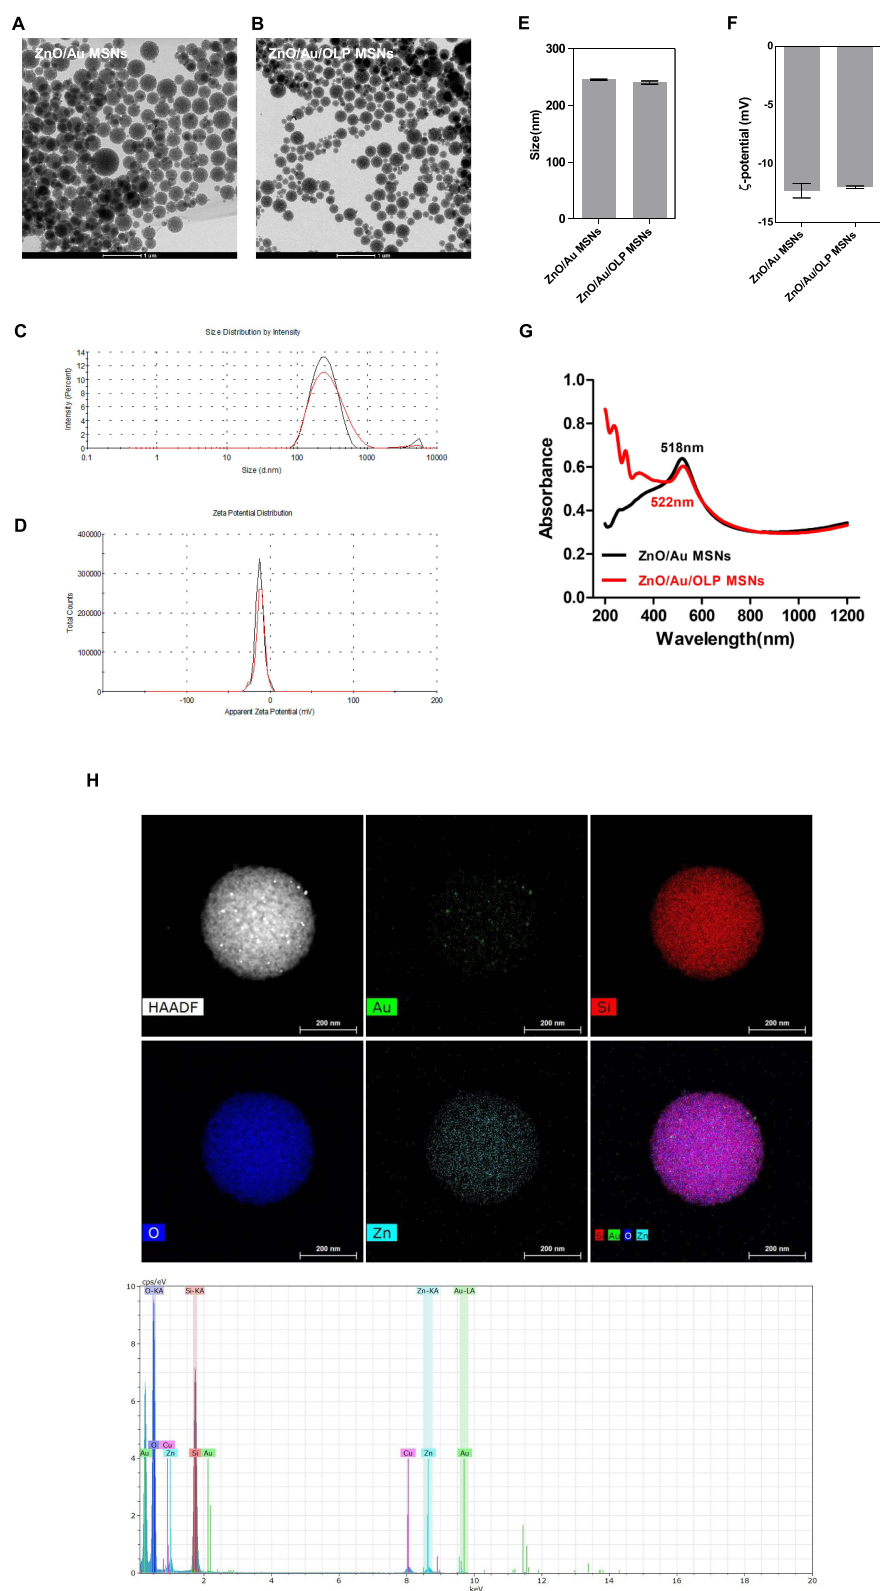 A
ZnO/Au MSNs
1 µm
B
ZnO/Au/OLP MSNs
1 µm
E
Size(nm)
300
200
100
0
ZnO/Au MSNs
ZnO/Au/OLP MSNs
F
ζ-potential (mV)
0
-5
-10
-15
ZnO/Au MSNs
ZnO/Au/OLP MSNs
C
Size Distribution by Intensity
Intensity (Percent)
14
12
10
8
6
4
2
0
0.1 1 10 100 1000 10000
Size (d.nm)
D
Zeta Potential Distribution
Total Counts
400000
300000
200000
100000
0
-100 0 100 200
Apparent Zeta Potential (mV)
G
Absorbance
1.0
0.8
0.6
0.4
0.2
0.0
518nm
522nm
ZnO/Au MSNs
ZnO/Au/OLP MSNs
200 400 600 800 1000 1200
Wavelength(nm)
H
HAADF
200 nm
Au
200 nm
Si
200 nm
O
200 nm
Zn
200 nm
Au O Zn
200 nm
cps/eV
10
8
6
4
2
0
O-KA Si-KA Zn-KA Au-LA
O Cu
Au Zn Si Au Cu Zn Au
2 4 6 8 10 12 14 16 18 20
keV